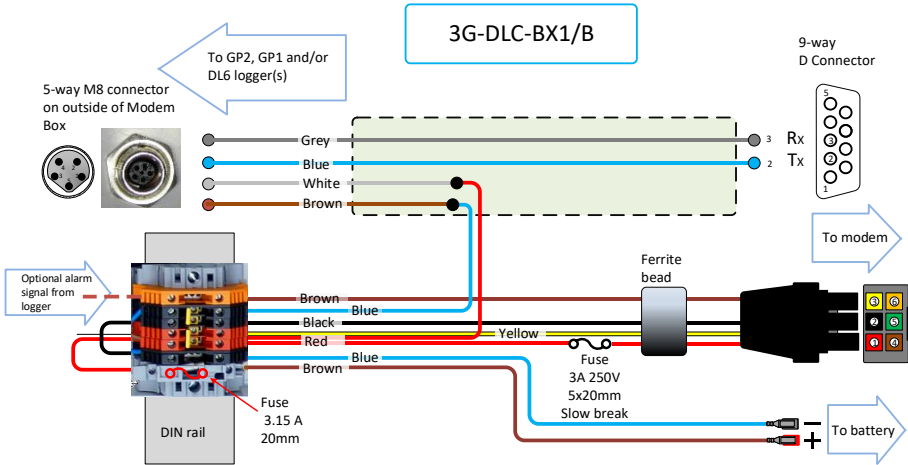 3G-DLC-BX1/B
To GP2, GP1 and/or
DL6 logger(s)
9-way
D Connector
5-way M8 connector
on outside of Modem
Box
Grey
3
Rx
Blue
2
Tx
White
Brown
5
3
2
1
4
2
To modem
Optional alarm
signal from
logger
Ferrite
bead
Brown
Blue
Black
Yellow
Red
Blue
Brown
3
6
2
5
1
4
Fuse
3A 250V
5x20mm
Slow break
Fuse
3.15 A
20mm
DIN rail
−
+
To battery